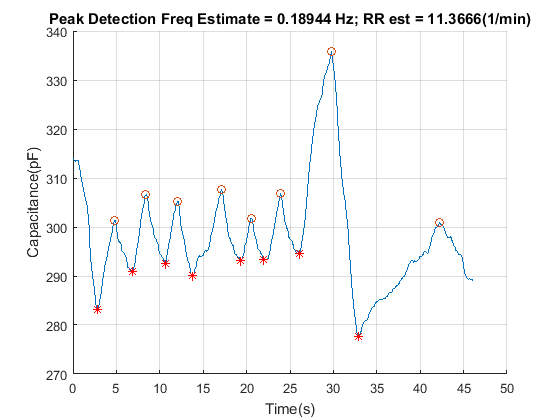 Peak Detection Freq Estimate = 0.18944 Hz; RR est = 11.3666(1/min)
340
330
320
310
300
290
280
270
Capacitance(pF)
0 5 10 15 20 25 30 35 40 45 50
Time(s)